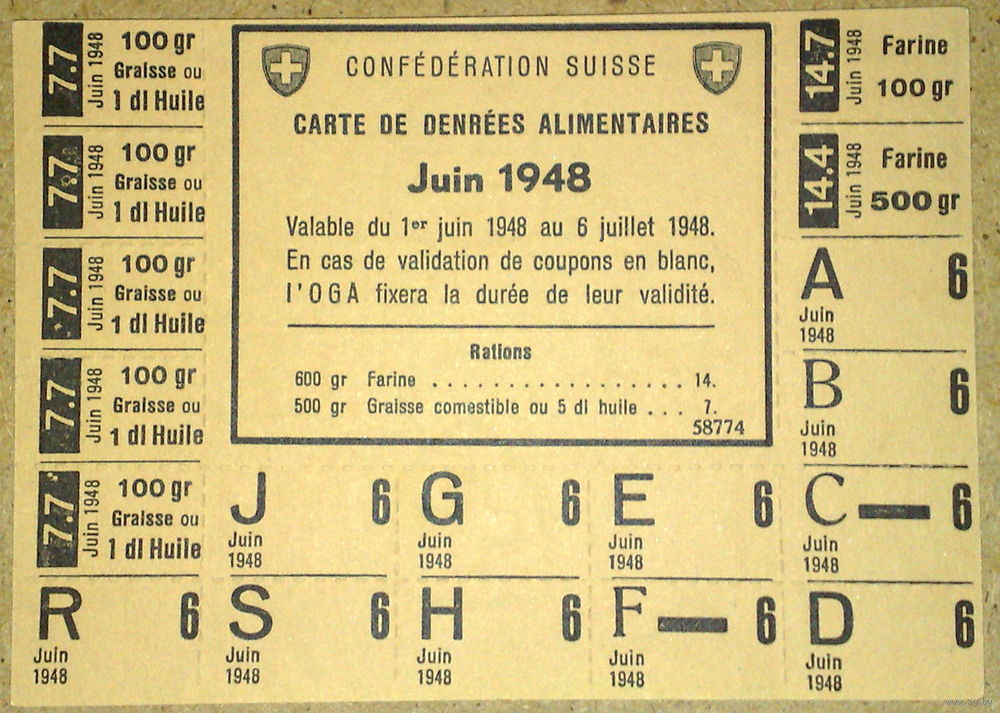 7.7
Juin 1948
100 gr
Graisse ou
1 dl Huile
7.7
Juin 1948
100 gr
Graisse ou
1 dl Huile
7.7
Juin 1948
100 gr
Graisse ou
1 dl Huile
7.7
Juin 1948
100 gr
Graisse ou
1 dl Huile
7.7
Juin 1948
100 gr
Graisse ou
1 dl Huile
CONFÉDÉRATION SUISSE
CARTE DE DENRÉES ALIMENTAIRES
Juin 1948
Valable du 1er juin 1948 au 6 juillet 1948.
En cas de validation de coupons en blanc,
l'OGA fixera la durée de leur validité.
Rations
600 gr Farine . . . . . . . . . . . . . . . . . . 14.
500 gr Graisse comestible ou 5 dl huile . . . 7.
58774
14.7
Juin 1948
Farine
100 gr
14.4
Juin 1948
Farine
500 gr
A 6
Juin
1948
B 6
Juin
1948
J 6
Juin
1948
G 6
Juin
1948
E 6
Juin
1948
C — 6
Juin
1948
R 6
Juin
1948
S 6
Juin
1948
H 6
Juin
1948
F — 6
Juin
1948
D 6
Juin
1948
www.ay.by